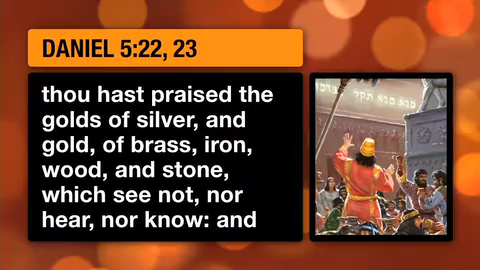 DANIEL 5:22, 23
thou hast praised the
golds of silver, and
gold, of brass, iron,
wood, and stone,
which see not, nor
hear, nor know: and